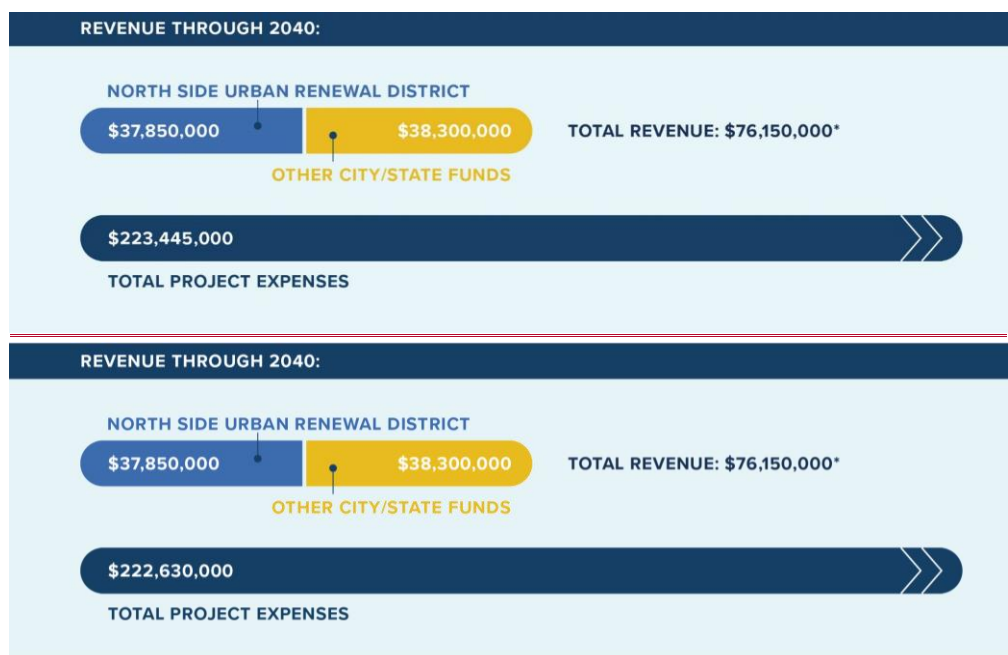 REVENUE THROUGH 2040:
NORTH SIDE URBAN RENEWAL DISTRICT
$37,850,000 $38,300,000 TOTAL REVENUE: $76,150,000*
OTHER CITY/STATE FUNDS
$223,445,000
TOTAL PROJECT EXPENSES
REVENUE THROUGH 2040:
NORTH SIDE URBAN RENEWAL DISTRICT
$37,850,000 $38,300,000 TOTAL REVENUE: $76,150,000*
OTHER CITY/STATE FUNDS
$222,630,000
TOTAL PROJECT EXPENSES